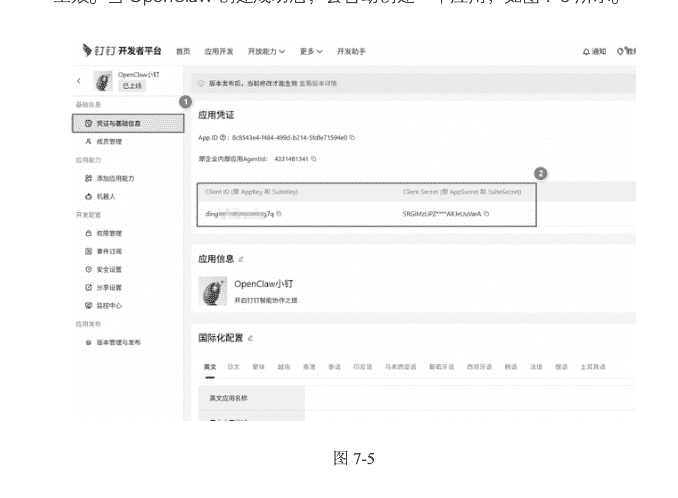 生成。当 OpenClaw 创建成功后，会自动创建一个应用，如图 7-5 所示。
钉钉 开发者平台 首页 应用开发 开放能力 更多 开发助手 通知
OpenClaw小钉
已上线
版本发布后，当前修改才能生效 查看版本详情
1
基础信息
凭证与基础信息
成员管理
应用能力
添加应用能力
机器人
开发配置
权限管理
事件订阅
安全设置
分享设置
监控中心
应用发布
版本管理与发布
应用凭证
App ID : 8c8543e4-f484-499d-b214-5fdfe71594e0
原企业内部应用AgentId: 4331481341
2
Client ID (原 AppKey 和 SuiteKey) Client Secret (原 AppSecret 和 SuiteSecret)
ding g7q SRGiMzUPZ****AXJeUuVarA
应用信息
OpenClaw小钉
开启钉钉智能协作之旅
国际化配置
英文 日文 繁体 越南 香港 泰语 印尼语 马来西亚语 葡萄牙语 西班牙语 韩语 法语 俄语 土耳其语
英文应用名称
图 7-5